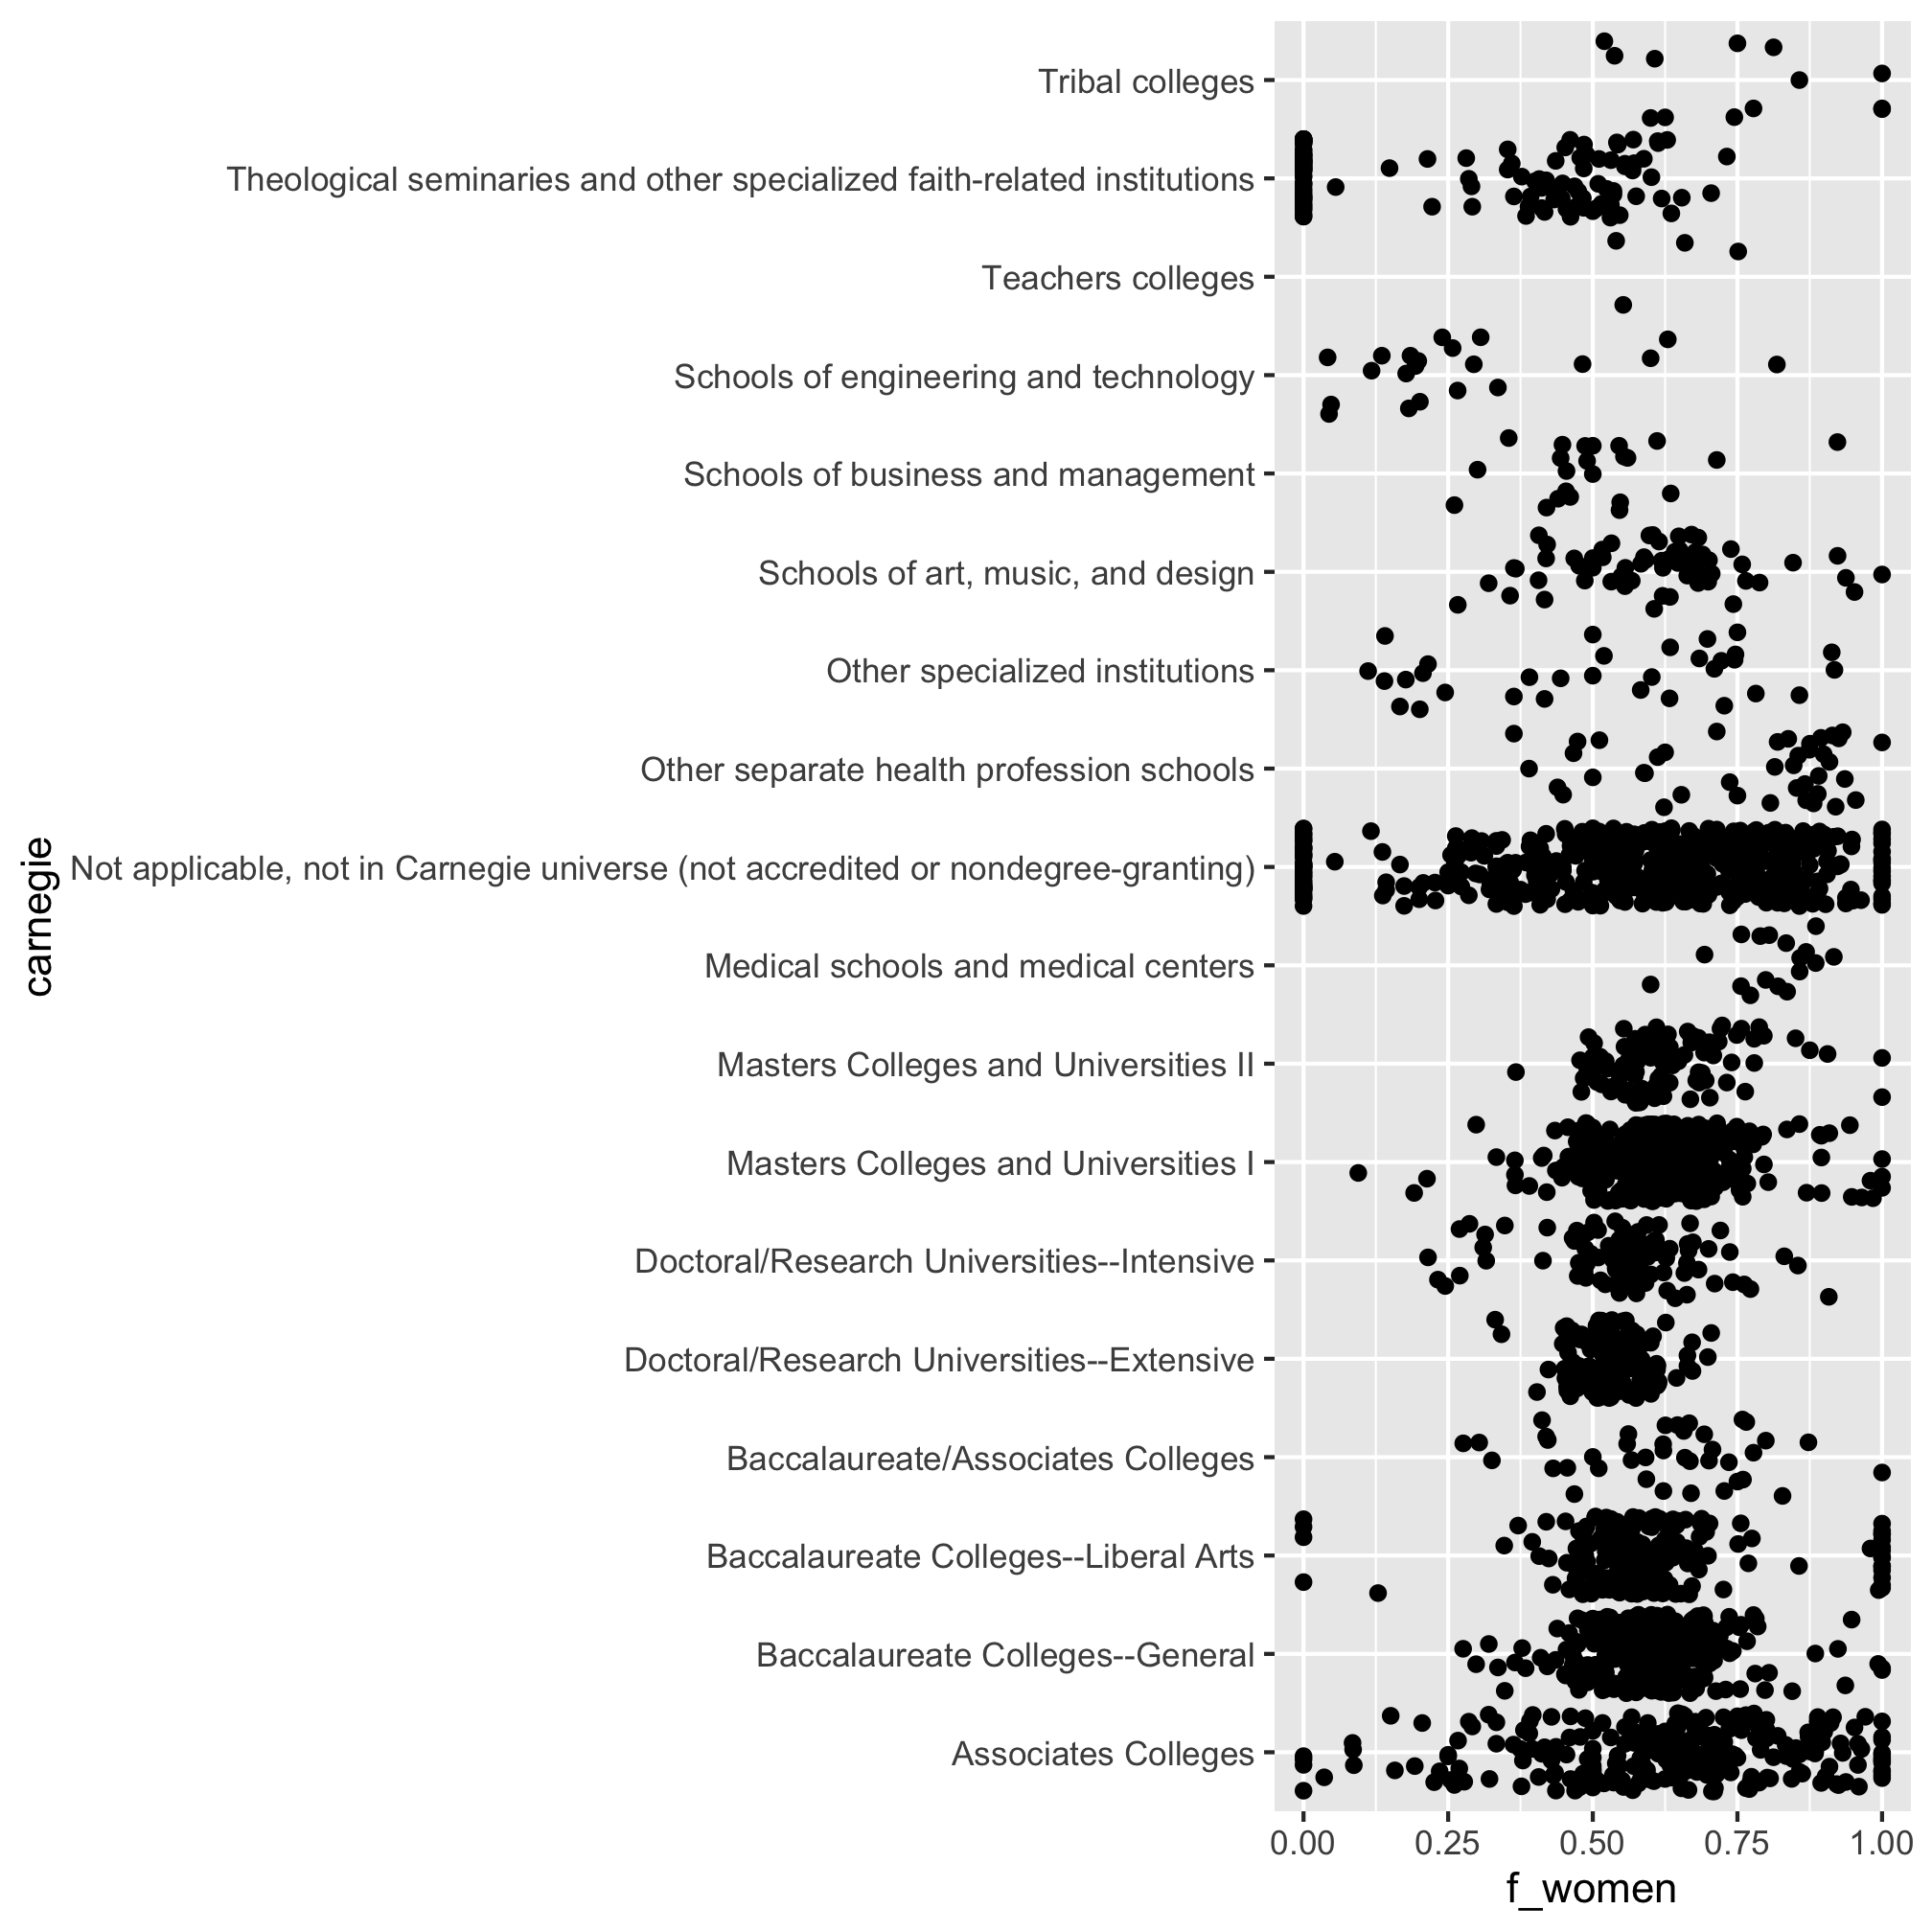 Tribal colleges
Theological seminaries and other specialized faith-related institutions
Teachers colleges
Schools of engineering and technology
Schools of business and management
Schools of art, music, and design
Other specialized institutions
Other separate health profession schools
Not applicable, not in Carnegie universe (not accredited or nondegree-granting)
Medical schools and medical centers
Masters Colleges and Universities II
Masters Colleges and Universities I
Doctoral/Research Universities--Intensive
Doctoral/Research Universities--Extensive
Baccalaureate/Associates Colleges
Baccalaureate Colleges--Liberal Arts
Baccalaureate Colleges--General
Associates Colleges
carnegie
0.00 0.25 0.50 0.75 1.00
f_women